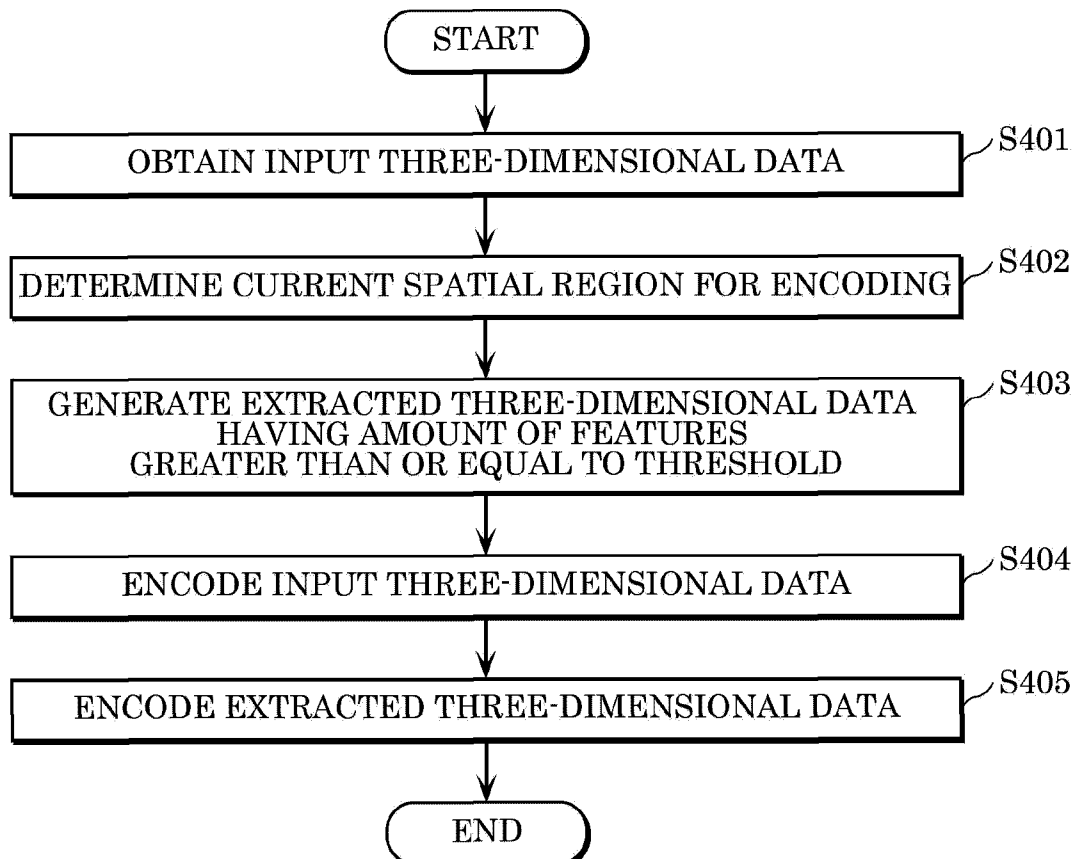 START
OBTAIN INPUT THREE-DIMENSIONAL DATA
S401
DETERMINE CURRENT SPATIAL REGION FOR ENCODING
S402
GENERATE EXTRACTED THREE-DIMENSIONAL DATA
HAVING AMOUNT OF FEATURES
GREATER THAN OR EQUAL TO THRESHOLD
S403
ENCODE INPUT THREE-DIMENSIONAL DATA
S404
ENCODE EXTRACTED THREE-DIMENSIONAL DATA
S405
END